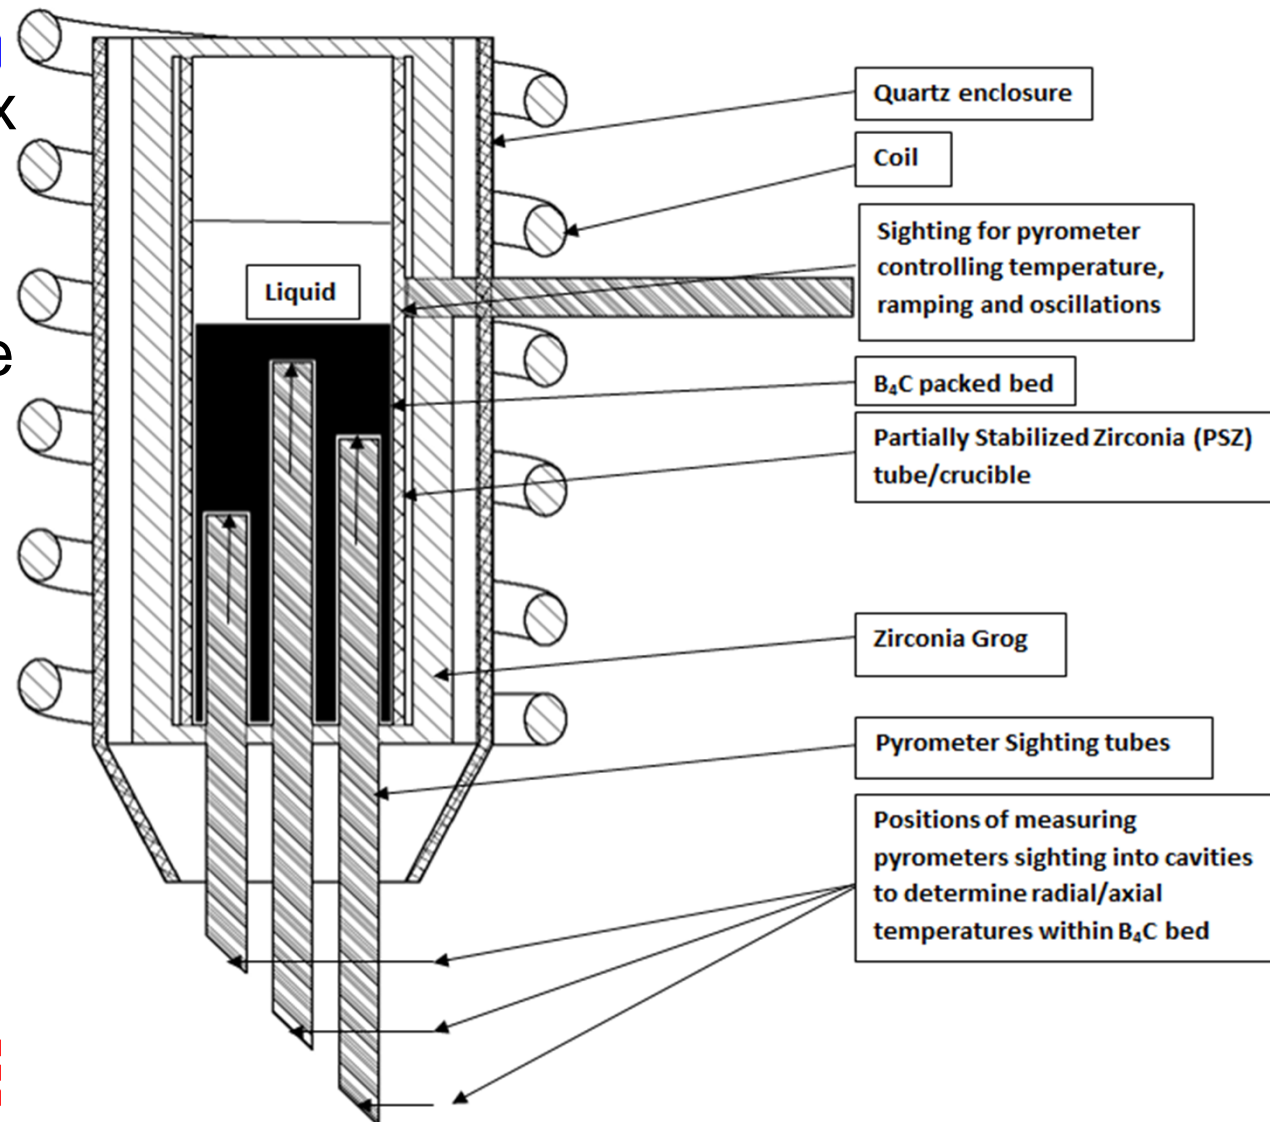 x
e
Quartz enclosure
Coil
Sighting for pyrometer
controlling temperature,
ramping and oscillations
Liquid
B₄C packed bed
Partially Stabilized Zirconia (PSZ)
tube/crucible
Zirconia Grog
Pyrometer Sighting tubes
Positions of measuring
pyrometers sighting into cavities
to determine radial/axial
temperatures within B₄C bed